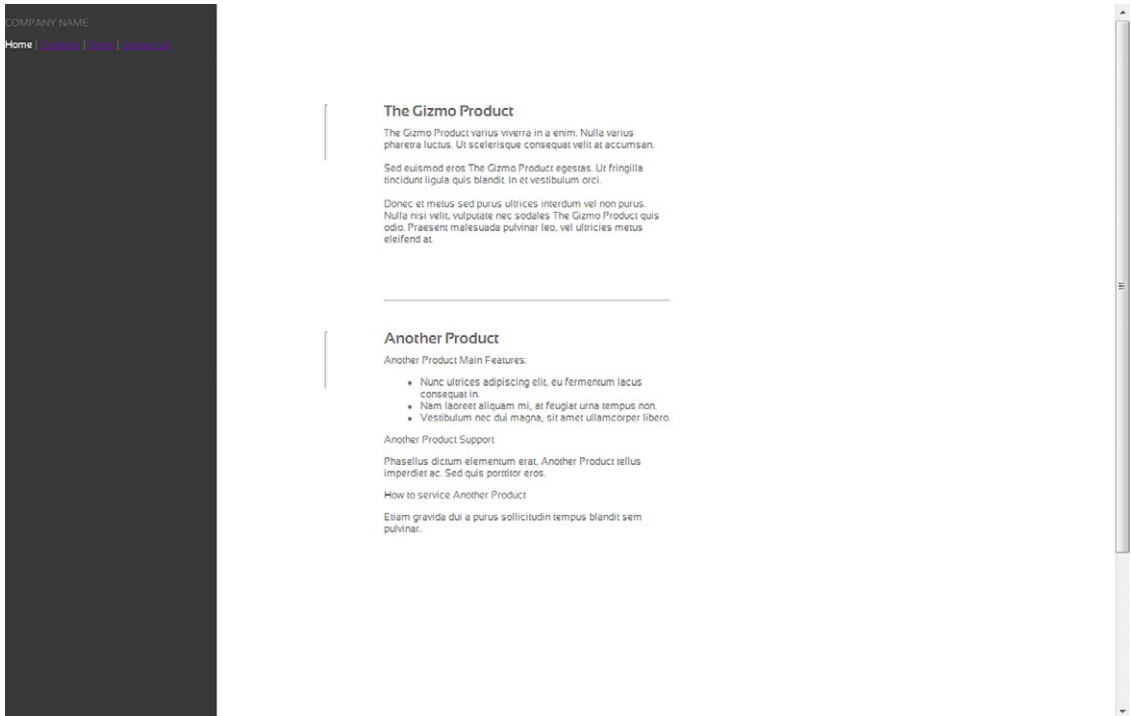 COMPANY NAME
Home | Products | | Contact Us
The Gizmo Product
The Gizmo Product varius viverra in a enim. Nulla varius
pharetra luctus. Ut scelerisque consequat velit at accumsan.
Sed euismod eros The Gizmo Product egestas. Ut fringilla
tincidunt ligula quis blandit. In et vestibulum orci.
Donec et metus sed purus ultrices interdum vel non purus.
Nulla nisi velit, vulputate nec sodales The Gizmo Product quis
odio. Praesent malesuada pulvinar leo, vel ultricies metus
eleifend at.
Another Product
Another Product Main Features:
• Nunc ultrices adipiscing elit, eu fermentum lacus
consequat in.
• Nam laoreet aliquam mi, at feugiat urna tempus non.
• Vestibulum nec dui magna, sit amet ullamcorper libero.
Another Product Support
Phasellus dictum elementum erat, Another Product tellus
imperdiet ac. Sed quis porttitor eros.
How to service Another Product
Etiam gravida dui a purus sollicitudin tempus blandit sem
pulvinar.